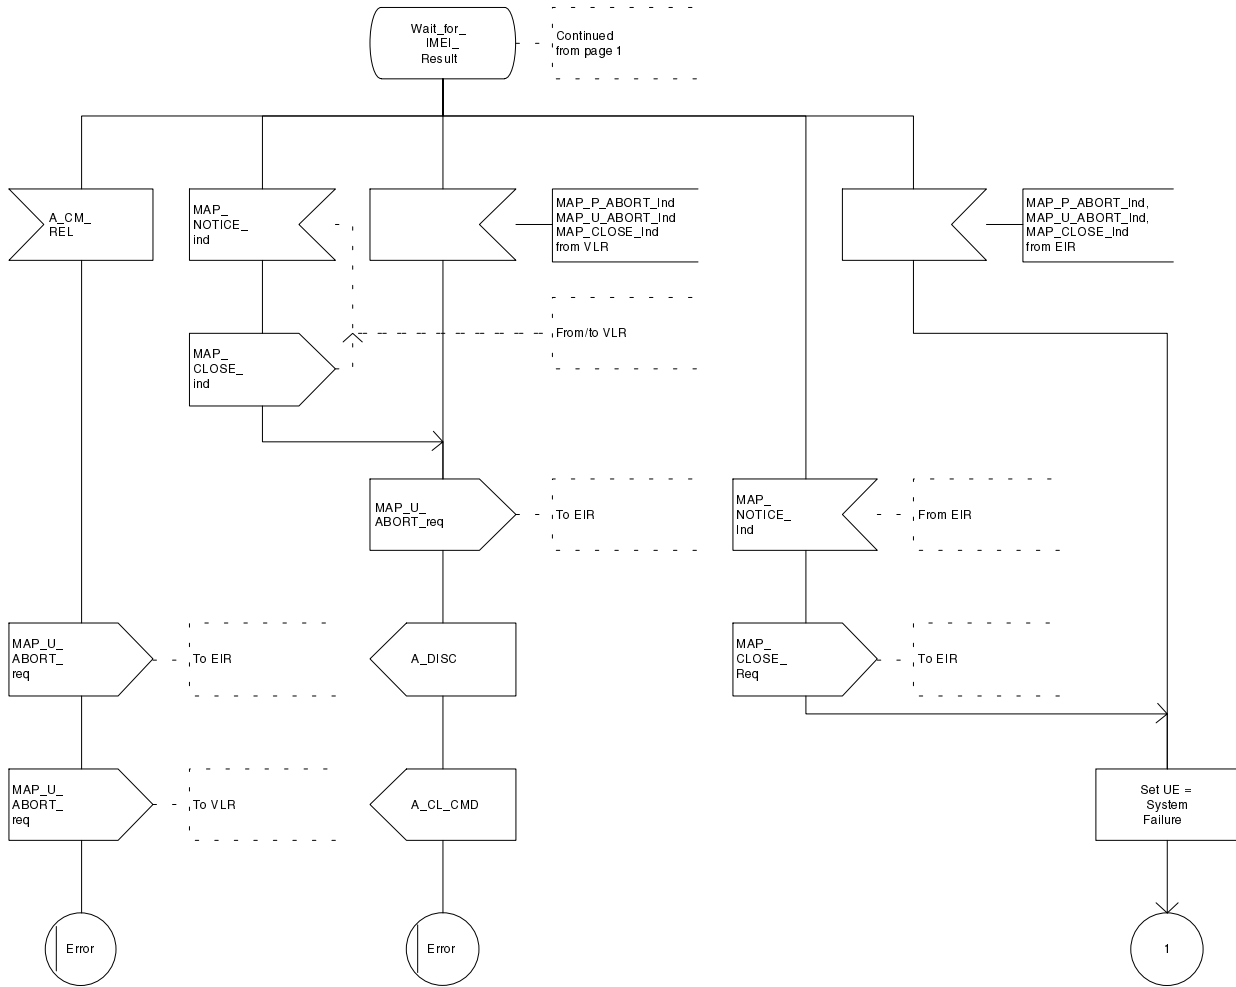 Wait_for_
IMEI_
Result
Continued
from page 1
A_CM_
REL
MAP_
NOTICE_
ind
MAP_P_ABORT_Ind
MAP_U_ABORT_Ind
MAP_CLOSE_Ind
from VLR
MAP_P_ABORT_Ind,
MAP_U_ABORT_Ind,
MAP_CLOSE_Ind
from EIR
MAP_
CLOSE_
ind
From/to VLR
MAP_U_
ABORT_req
To EIR
MAP_
NOTICE_
Ind
From EIR
MAP_U_
ABORT_
req
To EIR
A_DISC
MAP_
CLOSE_
Req
To EIR
MAP_U_
ABORT_
req
To VLR
A_CL_CMD
Set UE =
System
Failure
Error
Error
1